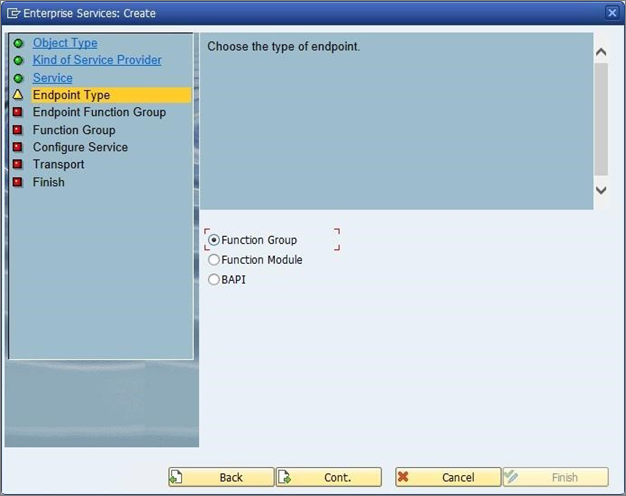 Enterprise Services: Create
Object Type
Kind of Service Provider
Service
Endpoint Type
Endpoint Function Group
Function Group
Configure Service
Transport
Finish
Choose the type of endpoint.
Function Group
Function Module
BAPI
Back
Cont.
Cancel
Finish